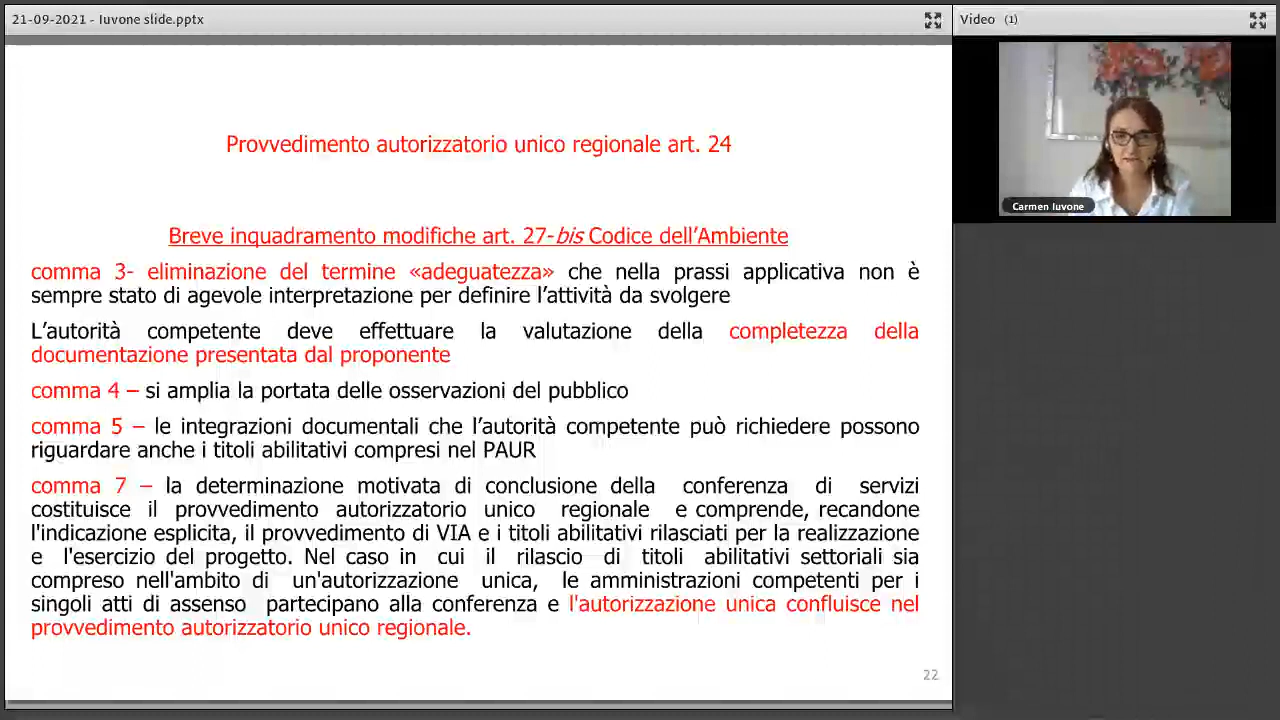 21-09-2021 - Iuvone slide.pptx
Video (1)
Carmen Iuvone
Provvedimento autorizzatorio unico regionale art. 24
Breve inquadramento modifiche art. 27-bis Codice dell’Ambiente
comma 3- eliminazione del termine «adeguatezza» che nella prassi applicativa non è
sempre stato di agevole interpretazione per definire l’attività da svolgere
L’autorità competente deve effettuare la valutazione della completezza della
documentazione presentata dal proponente
comma 4 – si amplia la portata delle osservazioni del pubblico
comma 5 – le integrazioni documentali che l’autorità competente può richiedere possono
riguardare anche i titoli abilitativi compresi nel PAUR
comma 7 – la determinazione motivata di conclusione della conferenza di servizi
costituisce il provvedimento autorizzatorio unico regionale e comprende, recandone
l'indicazione esplicita, il provvedimento di VIA e i titoli abilitativi rilasciati per la realizzazione
e l'esercizio del progetto. Nel caso in cui il rilascio di titoli abilitativi settoriali sia
compreso nell'ambito di un'autorizzazione unica, le amministrazioni competenti per i
singoli atti di assenso partecipano alla conferenza e l'autorizzazione unica confluisce nel
provvedimento autorizzatorio unico regionale.
22